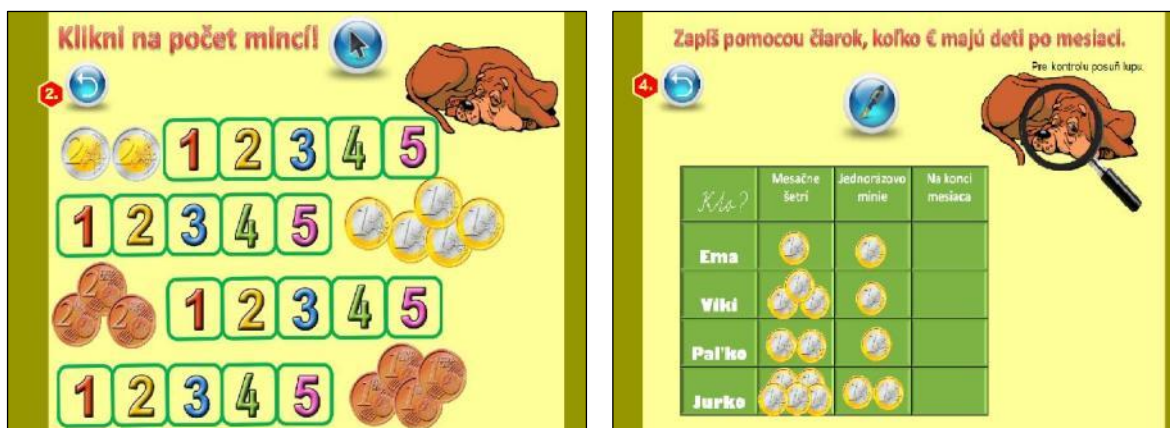 Klikni na počet mincí!
2.
1 2 3 4 5
1 2 3 4 5
1 2 3 4 5
1 2 3 4 5
Zapíš pomocou čiarok, koľko € majú deti po mesiaci.
Pre kontrolu posuň lupu.
4.
Kto?
Mesačne šetrí
Jednorázovo minie
Na konci mesiaca
Ema
Viki
Paľko
Jurko